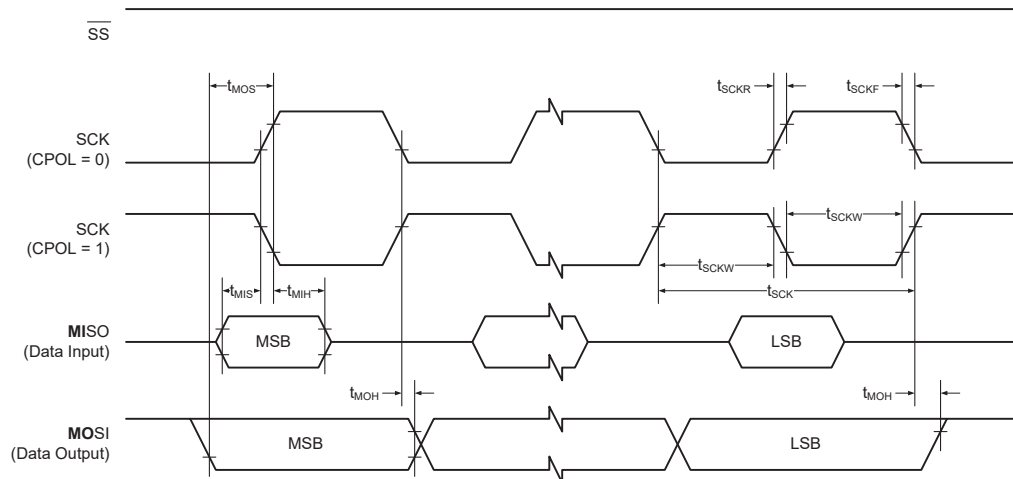 SS
tMOS
tSCKR
tSCKF
SCK
(CPOL = 0)
SCK
(CPOL = 1)
tSCKW
tSCKW
tSCK
tMIS
tMIH
MISO
(Data Input)
MSB
LSB
tMOH
tMOH
MOSI
(Data Output)
MSB
LSB